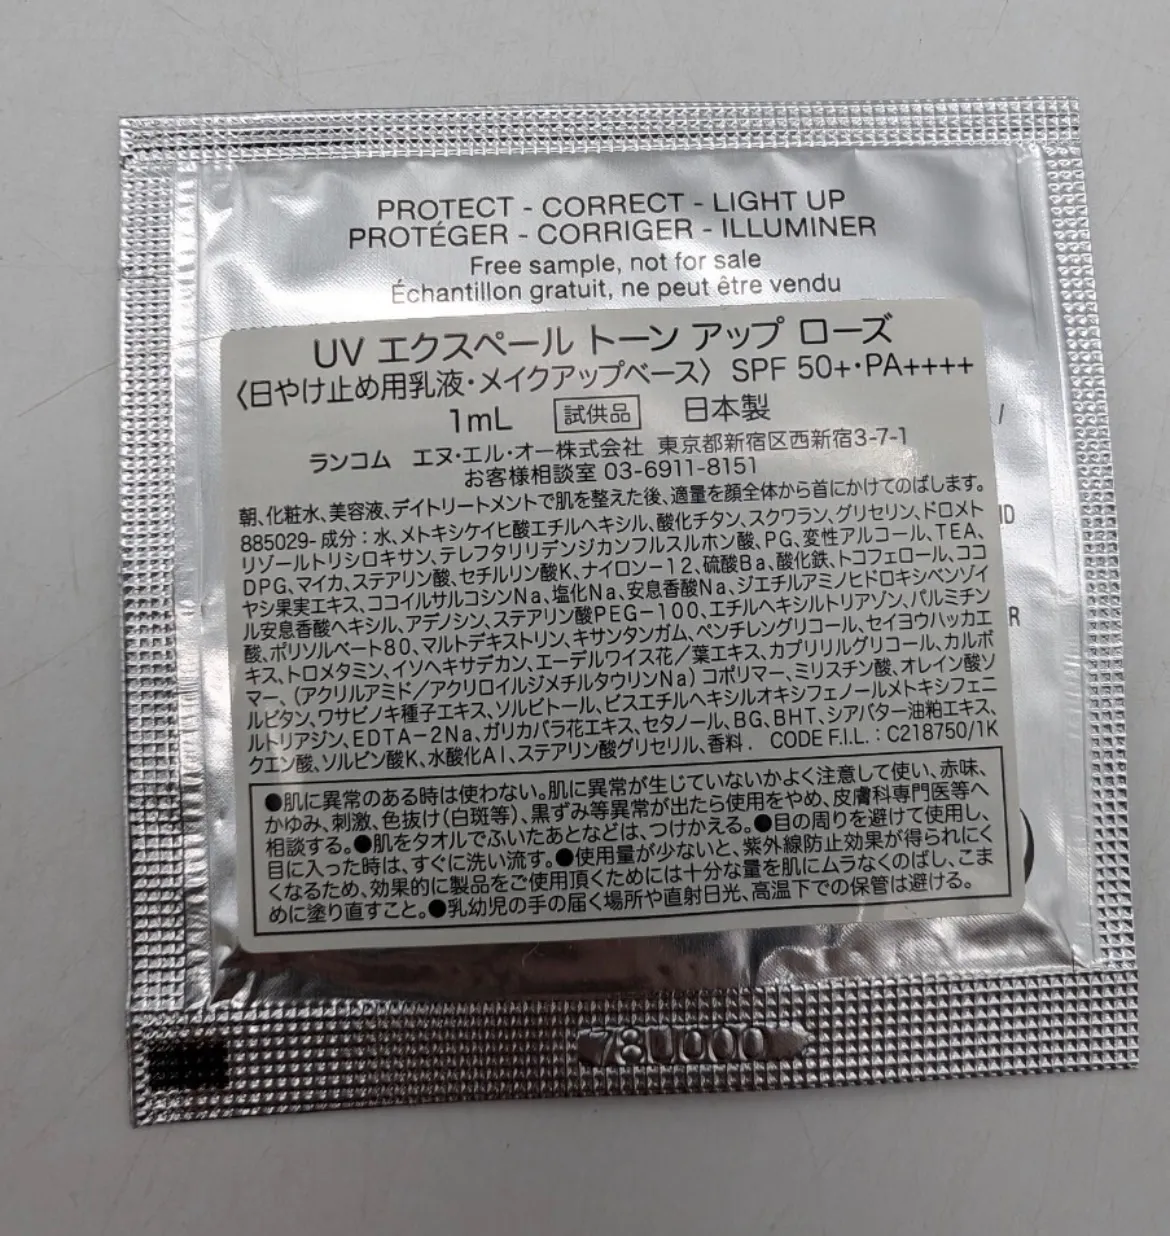 PROTECT - CORRECT - LIGHT UP
PROTÉGER - CORRIGER - ILLUMINER
Free sample, not for sale
Échantillon gratuit, ne peut être vendu
UV エクスペール トーン アップ ローズ
〈日やけ止め用乳液・メイクアップベース〉 SPF 50+・PA++++
1mL 試供品 日本製
ランコム エヌ・エル・オー株式会社 東京都新宿区西新宿3-7-1
お客様相談室 03-6911-8151
朝、化粧水、美容液、デイトリートメントで肌を整えた後、適量を顔全体から首にかけてのばします。
885029- 成分：水、メトキシケイヒ酸エチルヘキシル、酸化チタン、スクワラン、グリセリン、ドロメト
リゾールトリシロキサン、テレフタリリデンジカンフルスルホン酸、PG、変性アルコール、TEA、
DPG、マイカ、ステアリン酸、セチルリン酸K、ナイロン－12、硫酸Ba、酸化鉄、トコフェロール、ココ
ヤシ果実エキス、ココイルサルコシンNa、塩化Na、安息香酸Na、ジエチルアミノヒドロキシベンゾイ
ル安息香酸ヘキシル、アデノシン、ステアリン酸PEG－100、エチルヘキシルトリアゾン、パルミチン
酸、ポリソルベート80、マルトデキストリン、キサンタンガム、ペンチレングリコール、セイヨウハッカエ
キス、トロメタミン、イソヘキサデカン、エーデルワイス花／葉エキス、カプリリルグリコール、カルボ
マー、（アクリルアミド／アクリロイルジメチルタウリンNa）コポリマー、ミリスチン酸、オレイン酸ソ
ルビタン、ワサビノキ種子エキス、ソルビトール、ビスエチルヘキシルオキシフェノールメトキシフェニ
ルトリアジン、EDTA－2Na、ガリカバラ花エキス、セタノール、BG、BHT、シアバター油粕エキス、
クエン酸、ソルビン酸K、水酸化Al、ステアリン酸グリセリル、香料． CODE F.I.L.：C218750/1K
●肌に異常のある時は使わない。肌に異常が生じていないかよく注意して使い、赤味、
かゆみ、刺激、色抜け（白斑等）、黒ずみ等異常が出たら使用をやめ、皮膚科専門医等へ
相談する。●肌をタオルでふいたあとなどは、つけかえる。●目の周りを避けて使用し、
目に入った時は、すぐに洗い流す。●使用量が少ないと、紫外線防止効果が得られにく
くなるため、効果的に製品をご使用頂くためには十分な量を肌にムラなくのばし、こま
めに塗り直すこと。●乳幼児の手の届く場所や直射日光、高温下での保管は避ける。
78U000